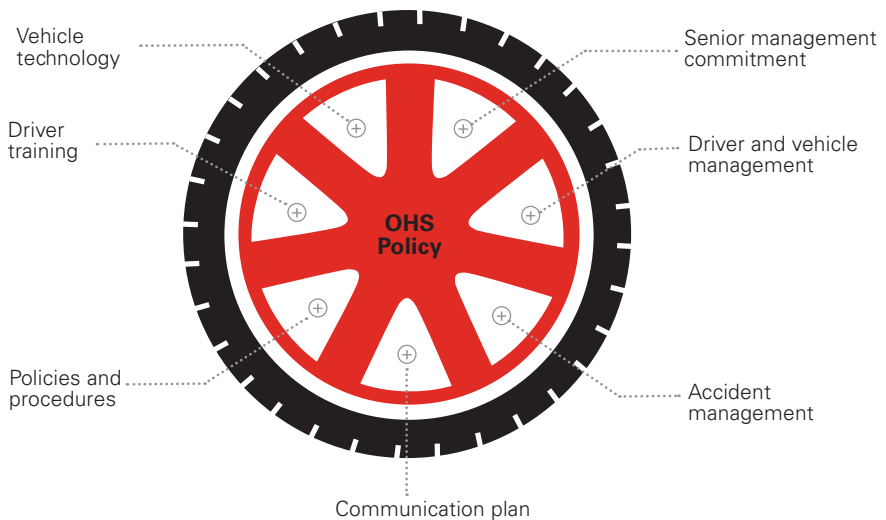 Vehicle
technology
Senior management
commitment
Driver
training
Driver and vehicle
management
OHS
Policy
Policies and
procedures
Accident
management
Communication plan